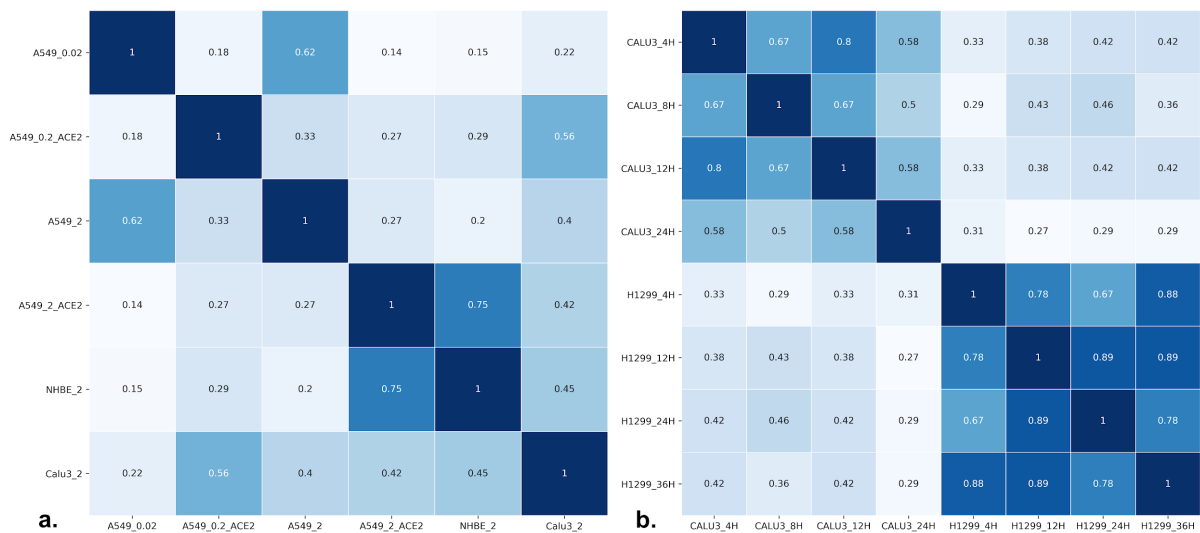 A549_0.02 1 0.18 0.62 0.14 0.15 0.22
A549_0.2_ACE2 0.18 1 0.33 0.27 0.29 0.56
A549_2 0.62 0.33 1 0.27 0.2 0.4
A549_2_ACE2 0.14 0.27 0.27 1 0.75 0.42
NHBE_2 0.15 0.29 0.2 0.75 1 0.45
Calu3_2 0.22 0.56 0.4 0.42 0.45 1
a.
A549_0.02 A549_0.2_ACE2 A549_2 A549_2_ACE2 NHBE_2 Calu3_2
CALU3_4H 1 0.67 0.8 0.58 0.33 0.38 0.42 0.42
CALU3_8H 0.67 1 0.67 0.5 0.29 0.43 0.46 0.36
CALU3_12H 0.8 0.67 1 0.58 0.33 0.38 0.42 0.42
CALU3_24H 0.58 0.5 0.58 1 0.31 0.27 0.29 0.29
H1299_4H 0.33 0.29 0.33 0.31 1 0.78 0.67 0.88
H1299_12H 0.38 0.43 0.38 0.27 0.78 1 0.89 0.89
H1299_24H 0.42 0.46 0.42 0.29 0.67 0.89 1 0.78
H1299_36H 0.42 0.36 0.42 0.29 0.88 0.89 0.78 1
b.
CALU3_4H CALU3_8H CALU3_12H CALU3_24H H1299_4H H1299_12H H1299_24H H1299_36H